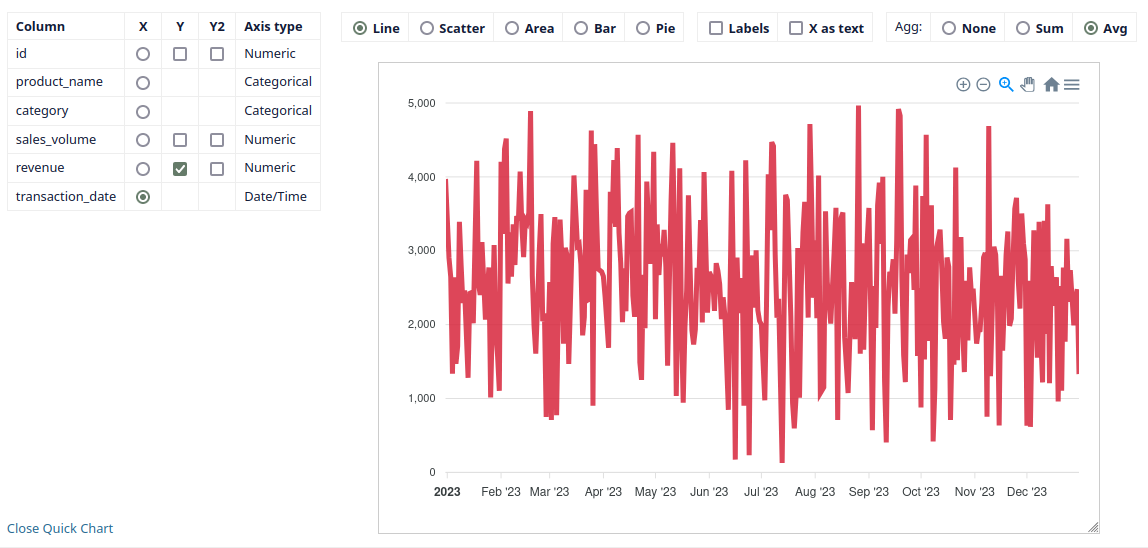 Column X Y Y2 Axis type
id Numeric
product_name Categorical
category Categorical
sales_volume Numeric
revenue Numeric
transaction_date Date/Time
Close Quick Chart
Line Scatter Area Bar Pie Labels X as text Agg: None Sum Avg
5,000
4,000
3,000
2,000
1,000
0
2023 Feb '23 Mar '23 Apr '23 May '23 Jun '23 Jul '23 Aug '23 Sep '23 Oct '23 Nov '23 Dec '23